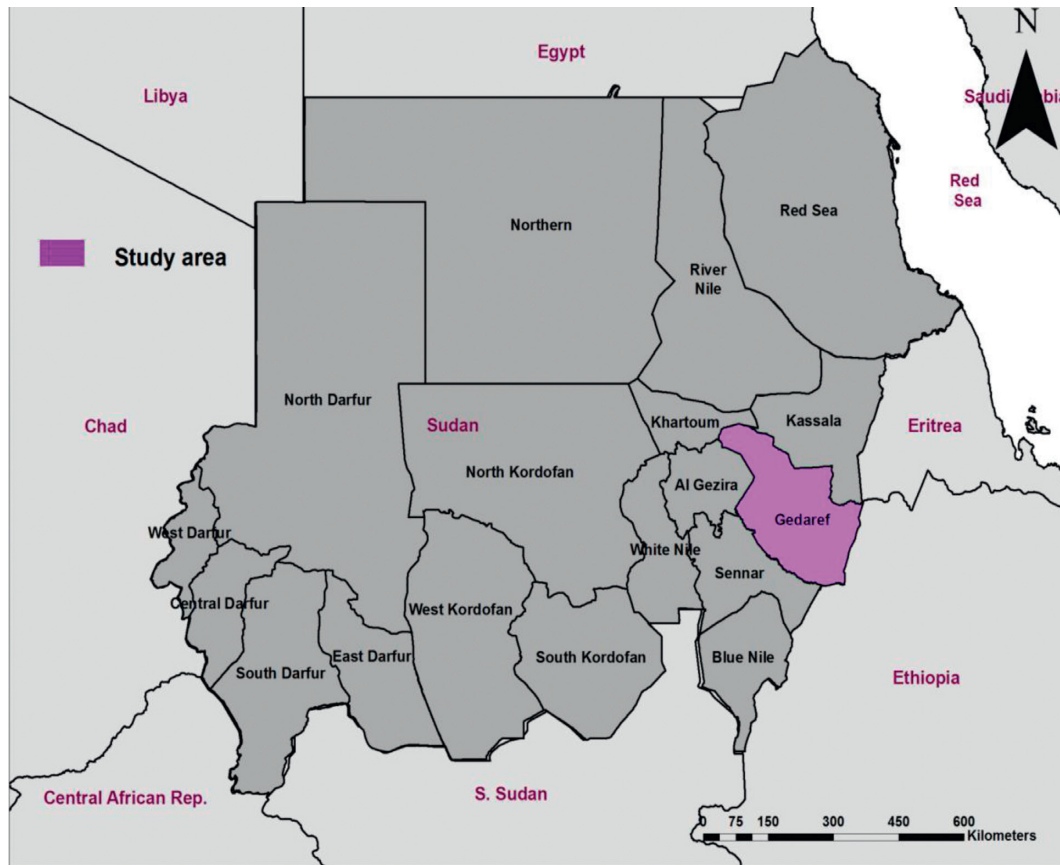 N
Egypt
Libya
Saudi Arabia
Red
Sea
Red Sea
Northern
Study area
River
Nile
North Darfur
Khartoum
Kassala
Chad
Sudan
Eritrea
North Kordofan
Al Gezira
Gedaref
West Darfur
White Nile
Sennar
Central Darfur
West Kordofan
East Darfur
South Kordofan
Blue Nile
South Darfur
Ethiopia
Central African Rep.
S. Sudan
0 75 150 300 450 600
Kilometers